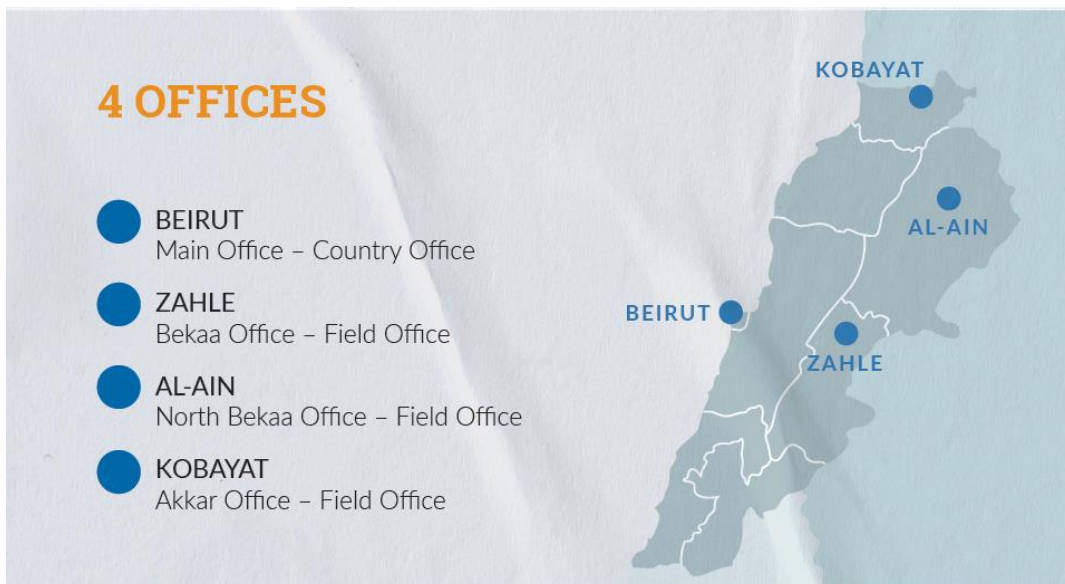 4 OFFICES
BEIRUT
Main Office – Country Office
ZAHLE
Bekaa Office – Field Office
AL-AIN
North Bekaa Office – Field Office
KOBAYAT
Akkar Office – Field Office
KOBAYAT
AL-AIN
BEIRUT
ZAHLE